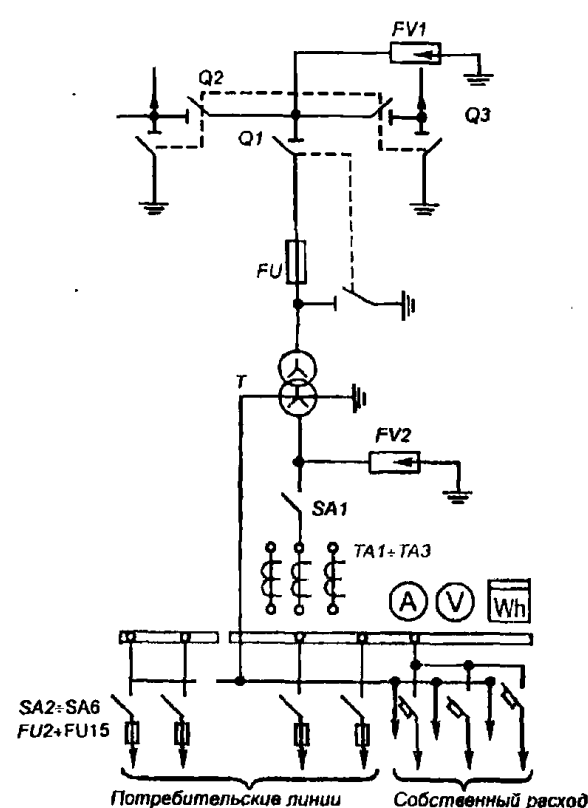 FV1
Q2
Q3
Q1
FU
T
FV2
SA1
TA1÷TA3
A
V
Wh
SA2÷SA6
FU2+FU15
Потребительские линии
Собственный расход